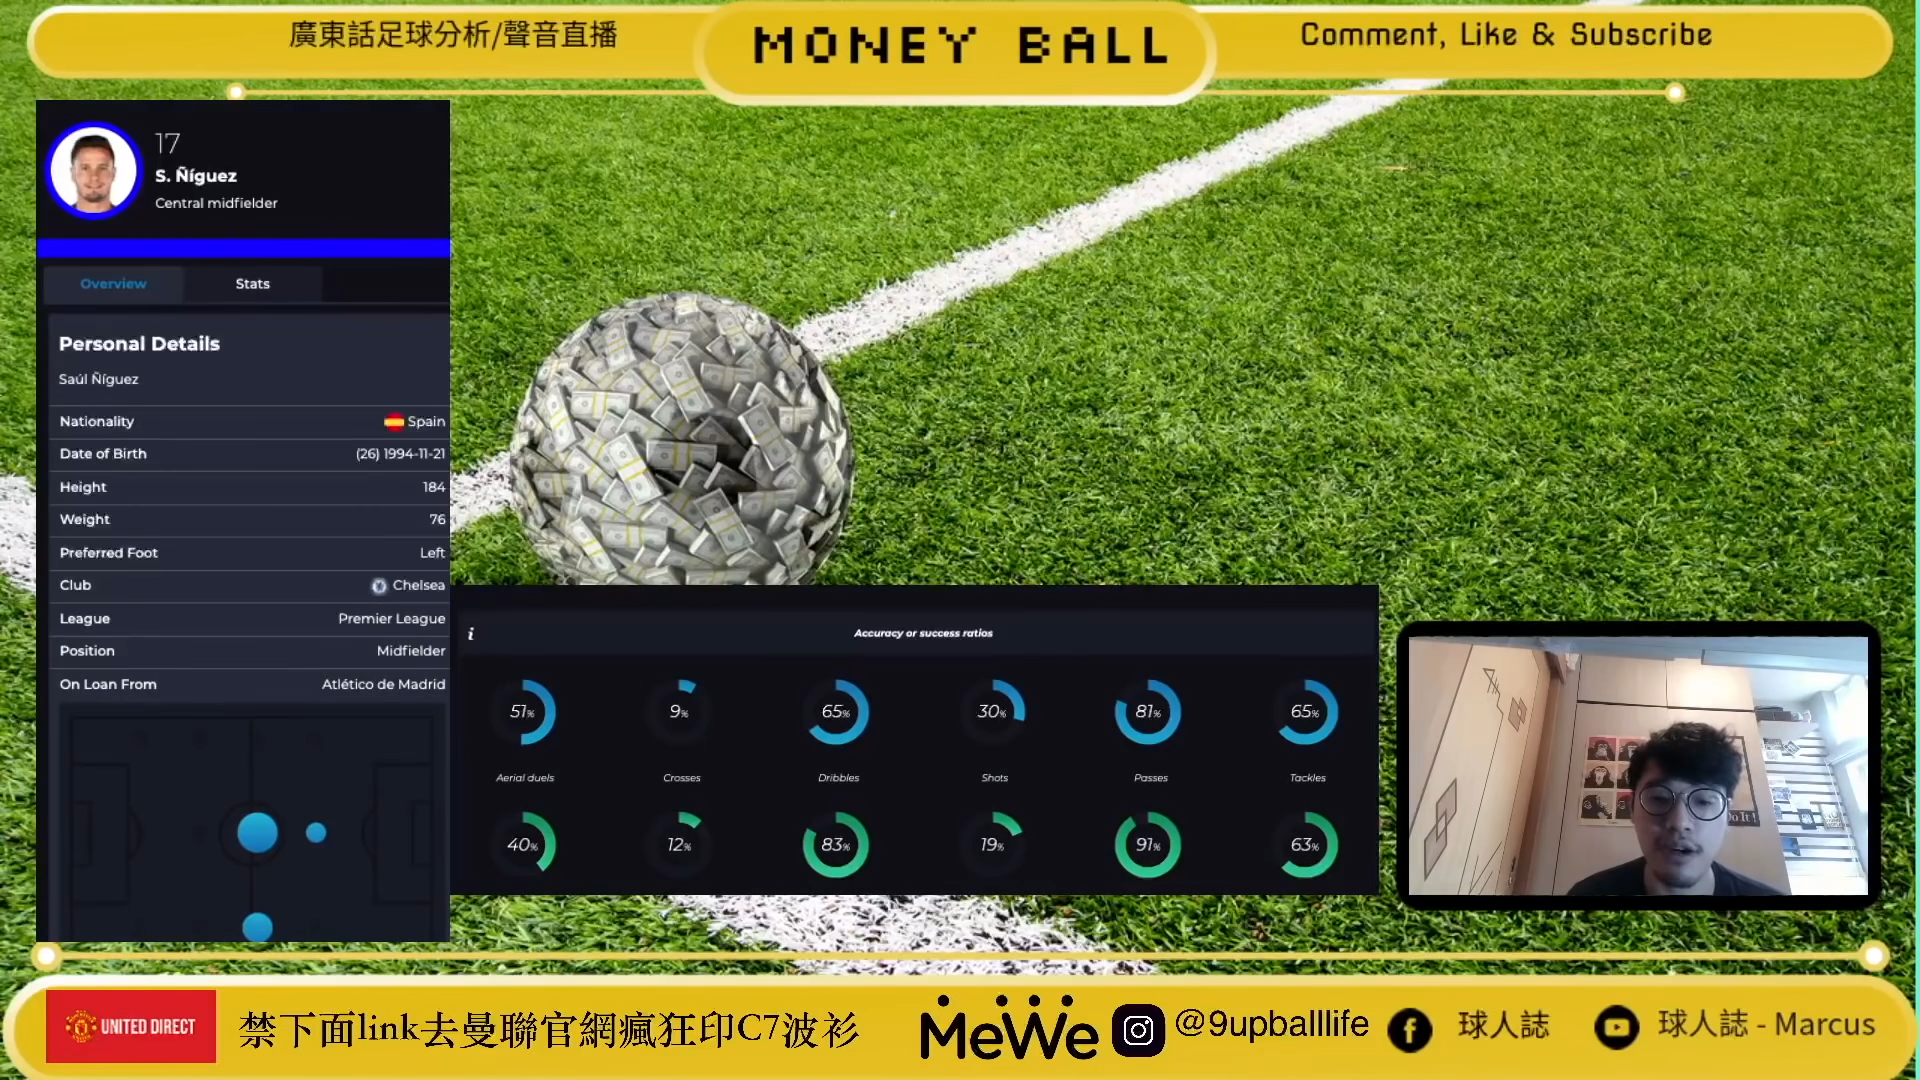 廣東話足球分析/聲音直播
MONEY BALL
Comment, Like & Subscribe
17
S. Ñíguez
Central midfielder
Overview
Stats
Personal Details
Saúl Ñíguez
Nationality Spain
Date of Birth (26) 1994-11-21
Height 184
Weight 76
Preferred Foot Left
Club Chelsea
League Premier League
Position Midfielder
On Loan From Atlético de Madrid
i
Accuracy or success ratios
51% 9% 65% 30% 81% 65%
Aerial duels Crosses Dribbles Shots Passes Tackles
40% 12% 83% 19% 91% 63%
Do It!
UNITED DIRECT
禁下面link去曼聯官網瘋狂印C7波衫
MeWe
@9upballlife
球人誌
球人誌 - Marcus